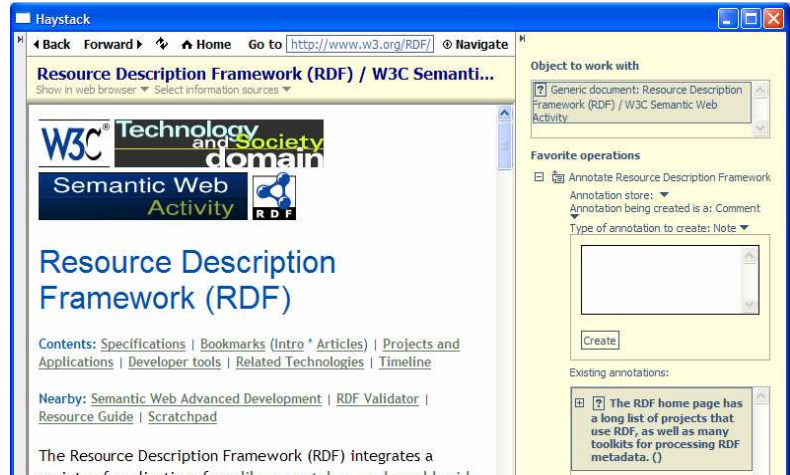 Haystack
Back Forward Home Go to http://www.w3.org/RDF/ Navigate
Resource Description Framework (RDF) / W3C Semanti...
Show in web browser Select information sources
W3C® Technology
and Society
domain
Semantic Web
Activity
RDF
Resource Description
Framework (RDF)
Contents: Specifications | Bookmarks (Intro * Articles) | Projects and
Applications | Developer tools | Related Technologies | Timeline
Nearby: Semantic Web Advanced Development | RDF Validator |
Resource Guide | Scratchpad
The Resource Description Framework (RDF) integrates a
Object to work with
Generic document: Resource Description
Framework (RDF) / W3C Semantic Web
Activity
Favorite operations
Annotate Resource Description Framework
Annotation store:
Annotation being created is a: Comment
Type of annotation to create: Note
Create
Existing annotations:
The RDF home page has
a long list of projects that
use RDF, as well as many
toolkits for processing RDF
metadata. ()